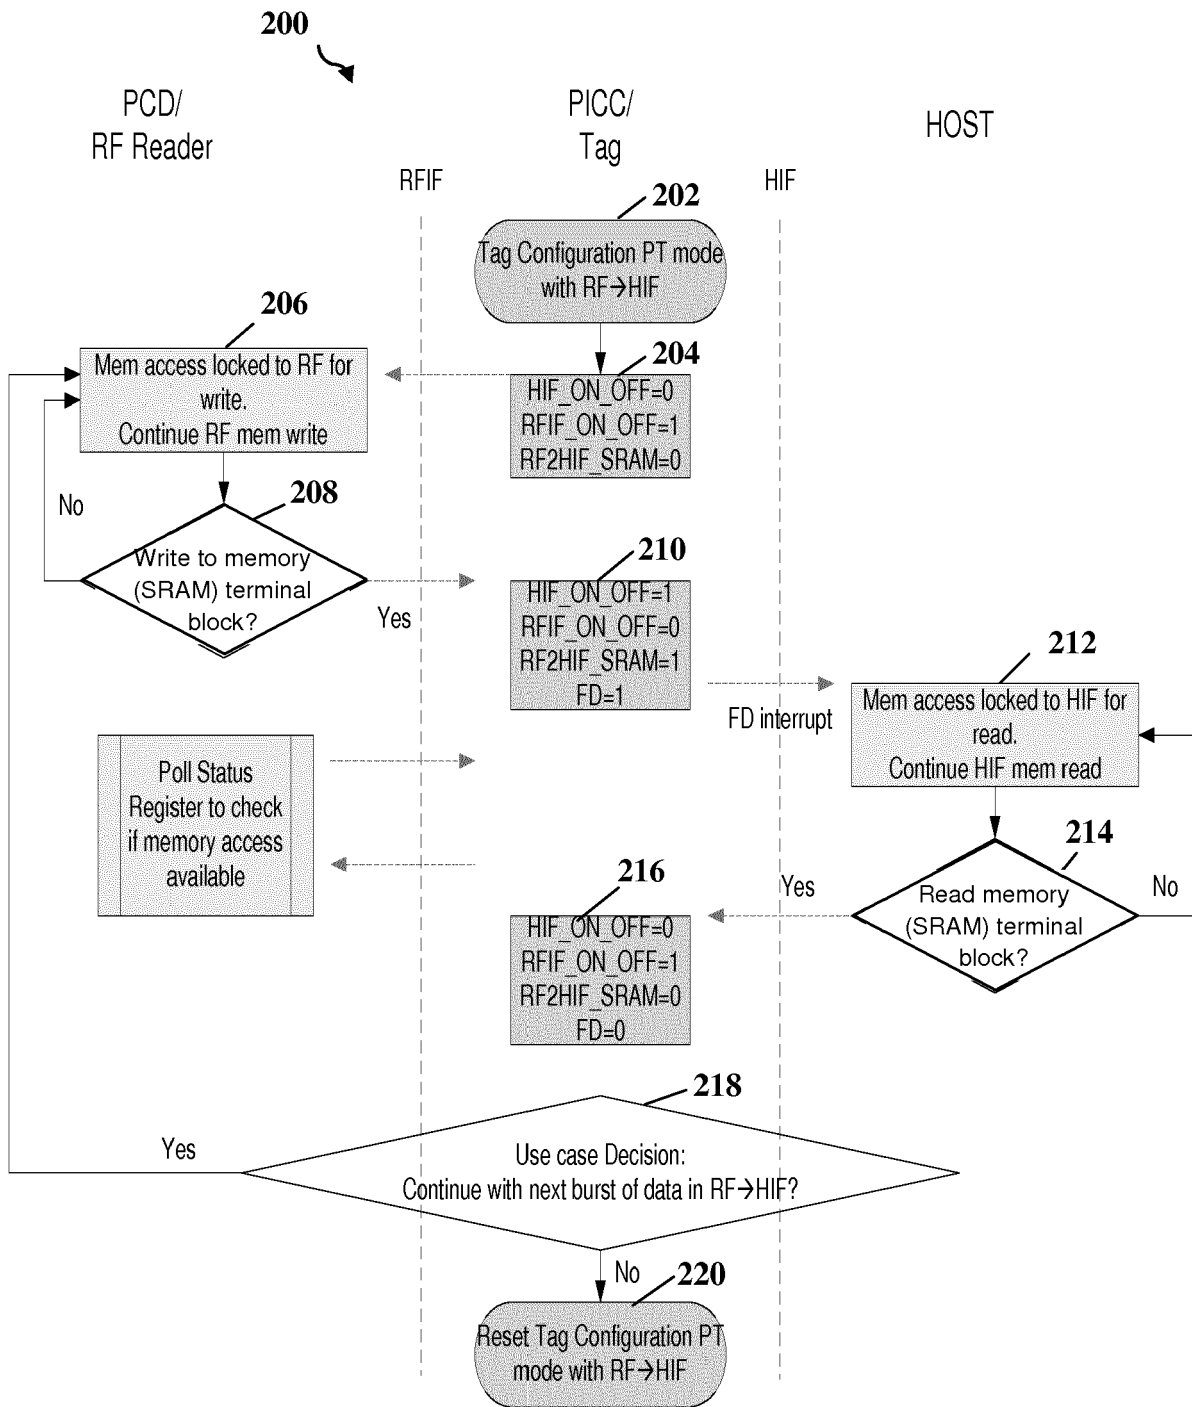 200
PCD/
RF Reader
PICC/
Tag
HOST
RFIF
HIF
202
Tag Configuration PT mode
with RF→HIF
206
Mem access locked to RF for
write.
Continue RF mem write
204
HIF_ON_OFF=0
RFIF_ON_OFF=1
RF2HIF_SRAM=0
No
208
Write to memory
(SRAM) terminal
block?
Yes
210
HIF_ON_OFF=1
RFIF_ON_OFF=0
RF2HIF_SRAM=1
FD=1
FD interrupt
212
Mem access locked to HIF for
read.
Continue HIF mem read
Poll Status
Register to check
if memory access
available
214
Read memory
(SRAM) terminal
block?
No
Yes
216
HIF_ON_OFF=0
RFIF_ON_OFF=1
RF2HIF_SRAM=0
FD=0
218
Use case Decision:
Continue with next burst of data in RF→HIF?
Yes
No
220
Reset Tag Configuration PT
mode with RF→HIF